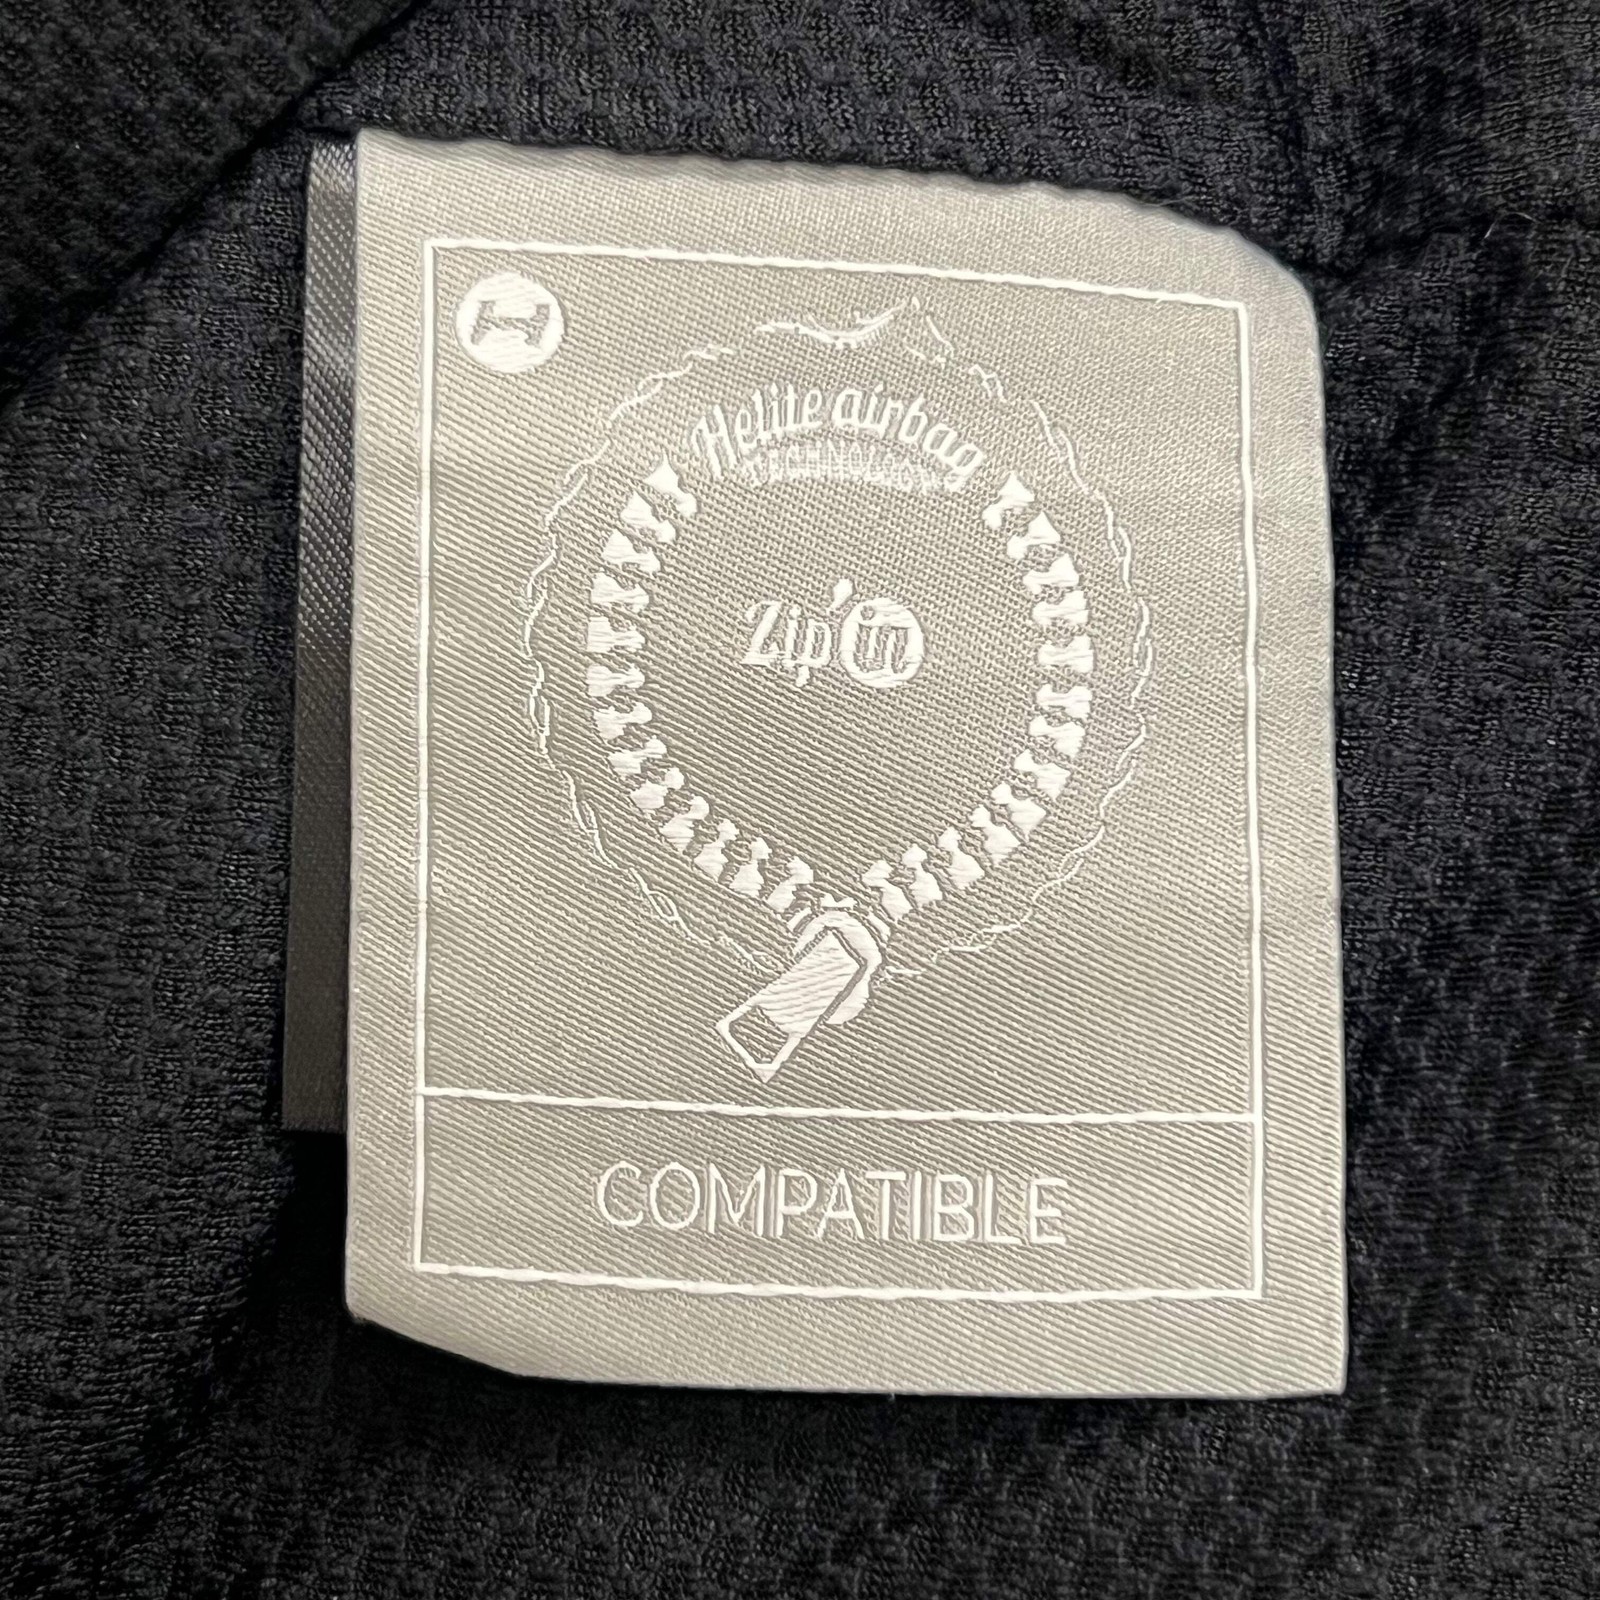 H
Helite airbag
TECHNOLOGY
Zip'in
COMPATIBLE